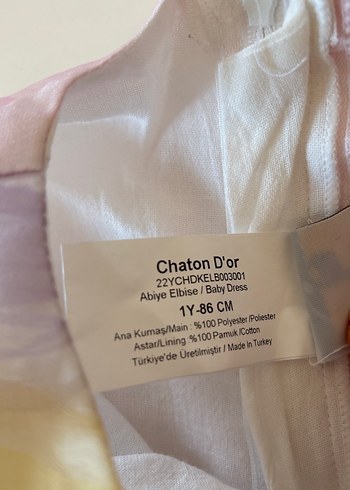 Chaton D'or
22YCHDKELB003001
Abiye Elbise / Baby Dress
1Y-86 CM
Ana Kumaş/Main : %100 Polyester/Poliester
Astar/Lining %100 Pamuk /Cotton
Türkiye'de Üretilmiştir / Made In Turkey